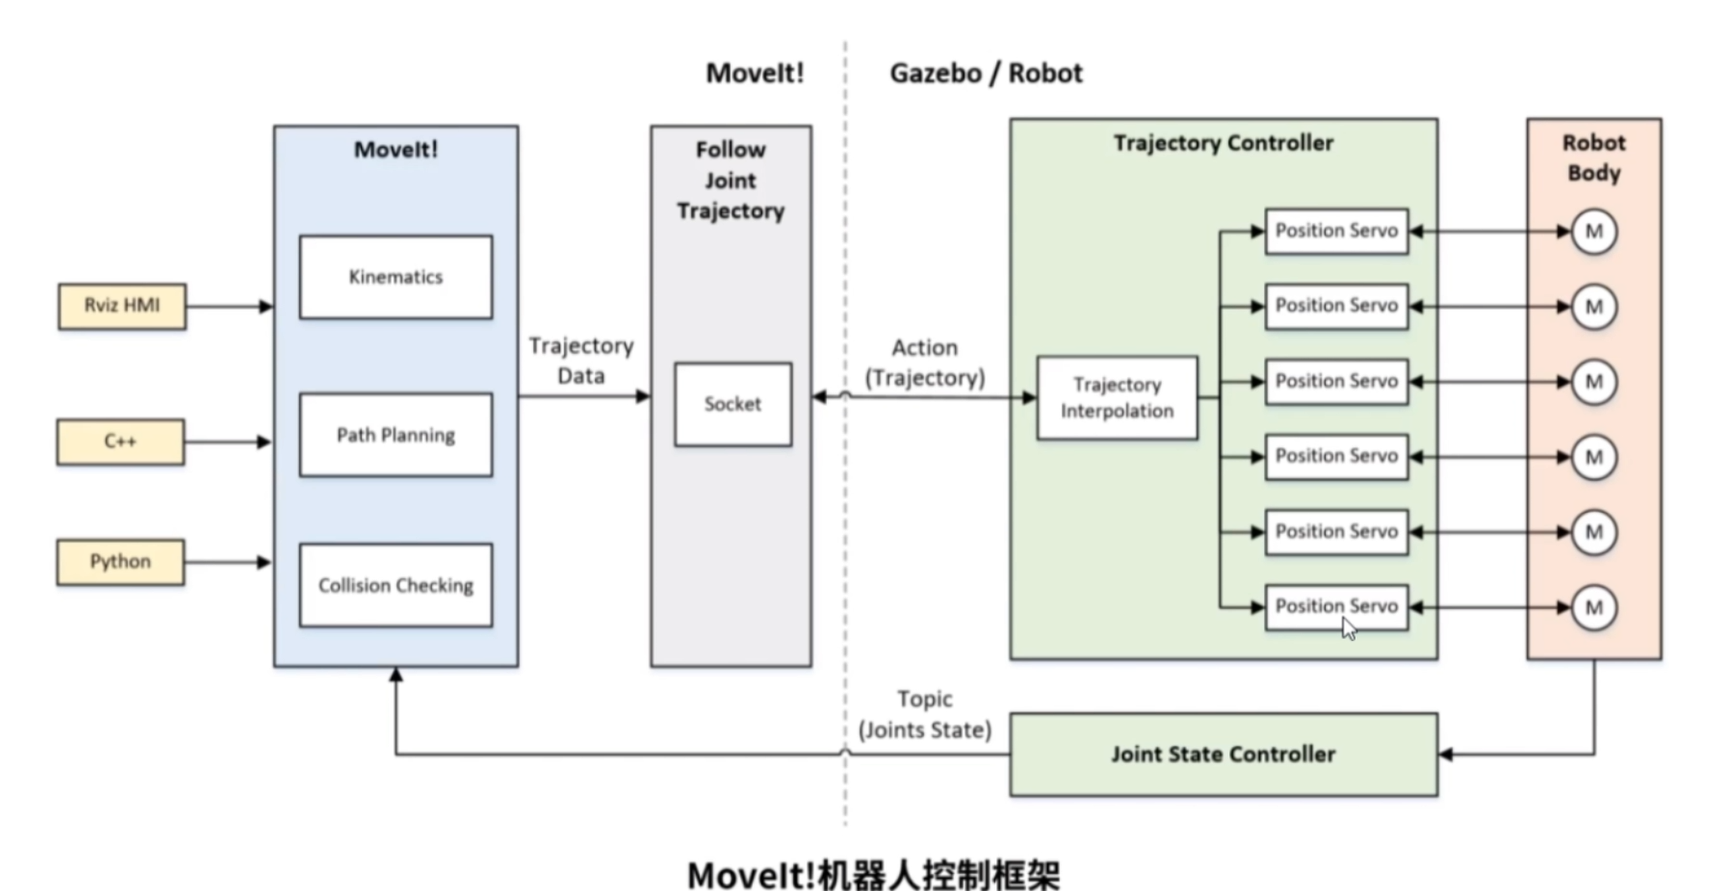 MoveIt!
Gazebo / Robot
MoveIt!
Kinematics
Path Planning
Collision Checking
Rviz HMI
C++
Python
Trajectory
Data
Follow
Joint
Trajectory
Socket
Action
(Trajectory)
Trajectory Controller
Trajectory
Interpolation
Position Servo
Position Servo
Position Servo
Position Servo
Position Servo
Position Servo
Robot
Body
M
M
M
M
M
M
Topic
(Joints State)
Joint State Controller
MoveIt!机器人控制框架